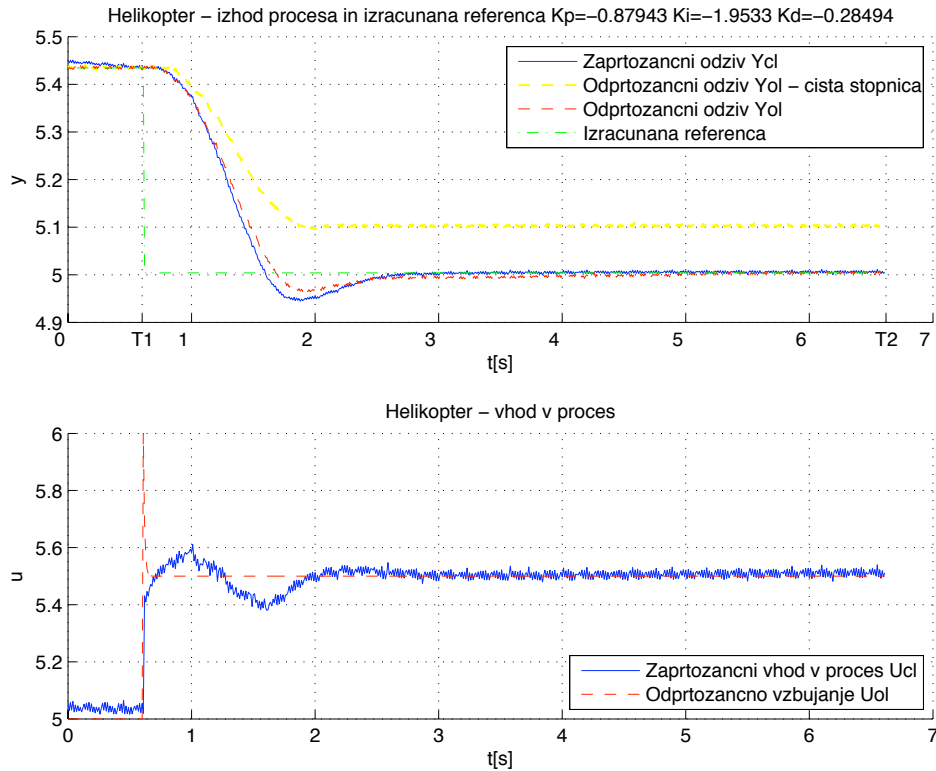 Helikopter − izhod procesa in izracunana referenca Kp=−0.87943 Ki=−1.9533 Kd=−0.28494
5.5
5.4
5.3
5.2
5.1
5
4.9
y
Zaprtozancni odziv Ycl
Odprtozancni odziv Yol − cista stopnica
Odprtozancni odziv Yol
Izracunana referenca
0 T1 1 2 3 4 5 6 T2 7
t[s]
Helikopter − vhod v proces
6
5.8
5.6
5.4
5.2
5
u
Zaprtozancni vhod v proces Ucl
Odprtozancno vzbujanje Uol
0 1 2 3 4 5 6 7
t[s]